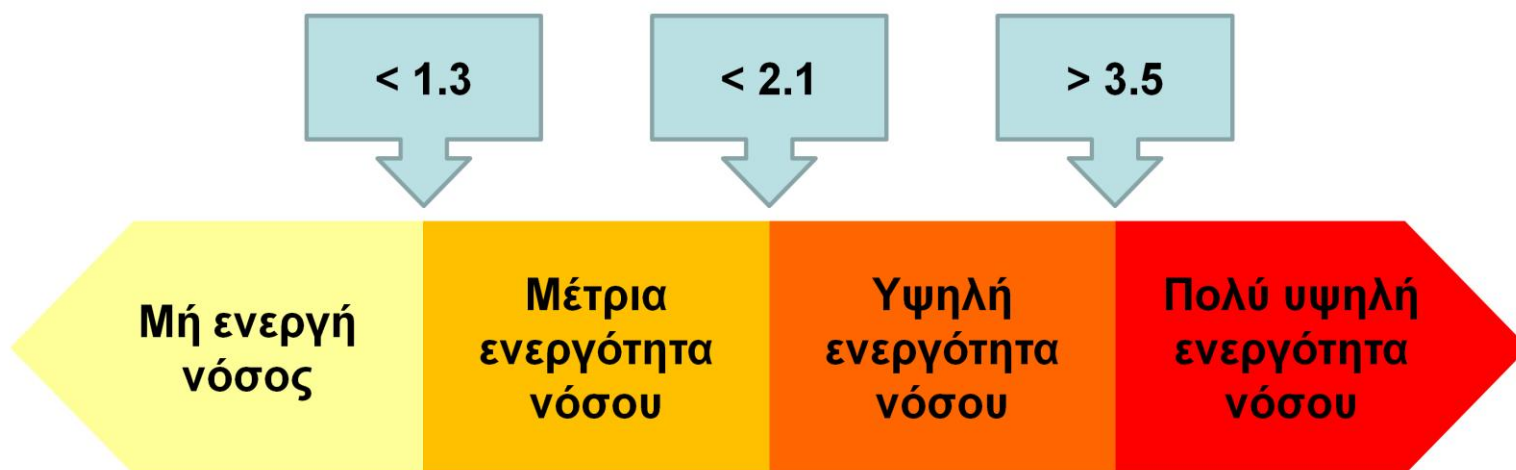 < 1.3
< 2.1
> 3.5
Μή ενεργή
νόσος
Μέτρια
ενεργότητα
νόσου
Υψηλή
ενεργότητα
νόσου
Πολύ υψηλή
ενεργότητα
νόσου